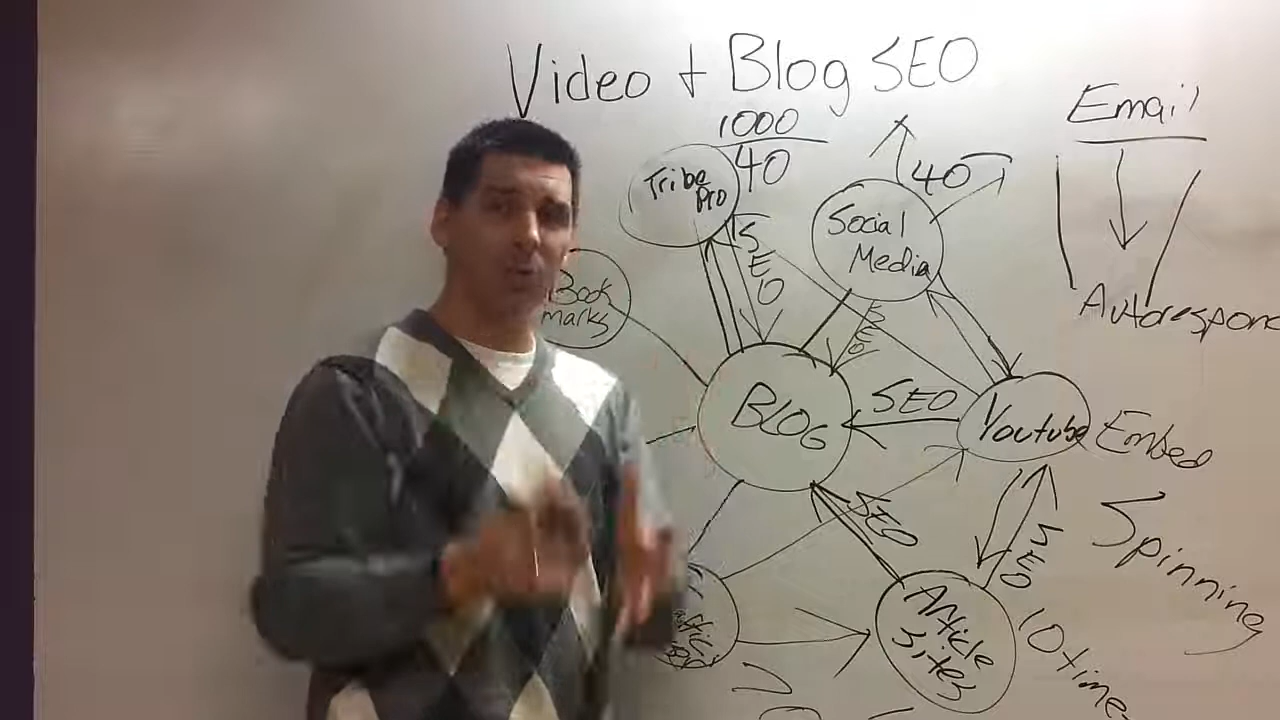 Video + Blog SEO
1000
40
Email
Tribe
Pro
Social
Media
40
SEO
Book
marks
SEO
Autorespond
BLOG
SEO
Youtube
Embed
SEO
SEO
Spinning
Article
Sites
10 time